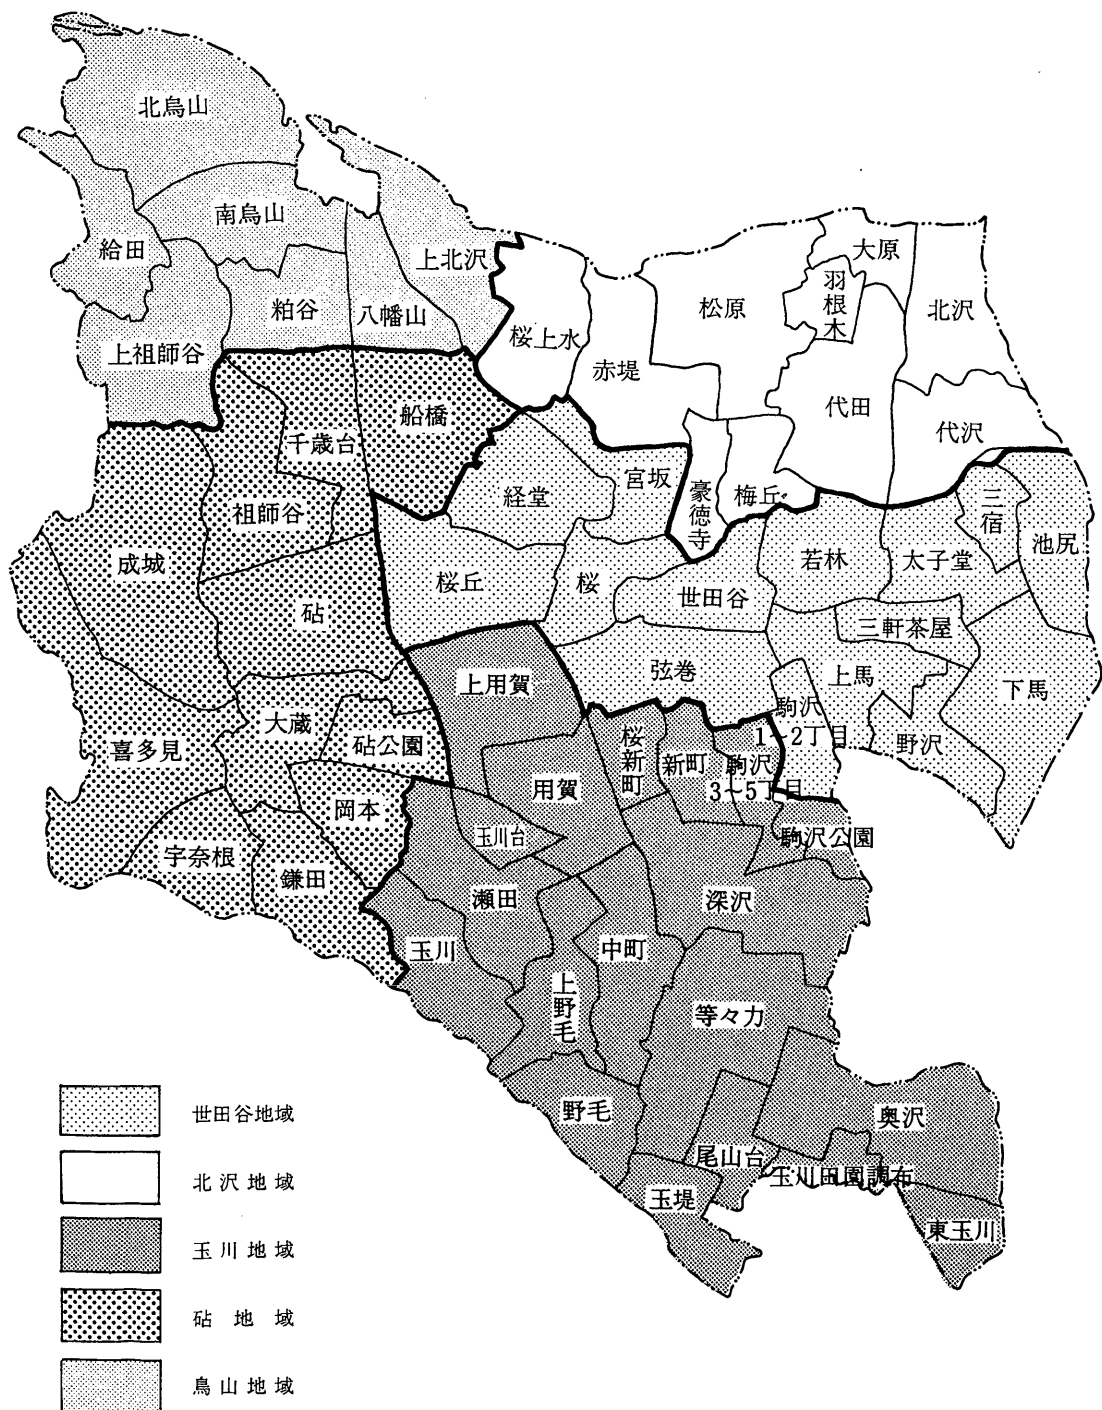 北烏山
南烏山
給田
上北沢
粕谷
八幡山
上祖師谷
大原
羽根木
北沢
松原
桜上水
赤堤
代田
代沢
船橋
千歳台
祖師谷
経堂
宮坂
豪徳寺
梅丘
三宿
池尻
成城
砧
桜丘
桜
世田谷
若林
太子堂
三軒茶屋
上用賀
弦巻
上馬
下馬
駒沢
1~2丁目
野沢
大蔵
砧公園
喜多見
岡本
桜新町
新町
駒沢
3~5丁目
用賀
玉川台
駒沢公園
宇奈根
鎌田
瀬田
深沢
玉川
中町
上野毛
等々力
野毛
奥沢
尾山台
玉川田園調布
玉堤
東玉川
世田谷地域
北沢地域
玉川地域
砧地域
烏山地域